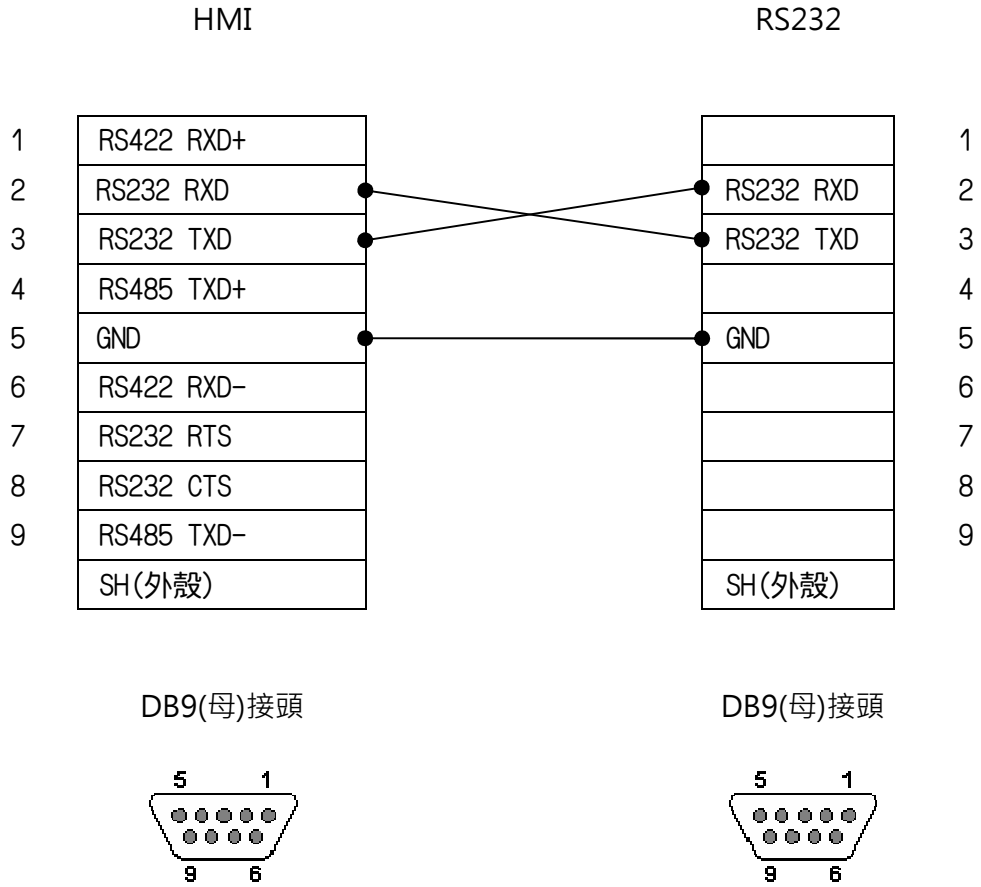 HMI RS232
1 RS422 RXD+ 1
2 RS232 RXD RS232 RXD 2
3 RS232 TXD RS232 TXD 3
4 RS485 TXD+ 4
5 GND GND 5
6 RS422 RXD- 6
7 RS232 RTS 7
8 RS232 CTS 8
9 RS485 TXD- 9
SH(外殼) SH(外殼)
DB9(母)接頭 DB9(母)接頭
5 1 5 1
9 6 9 6